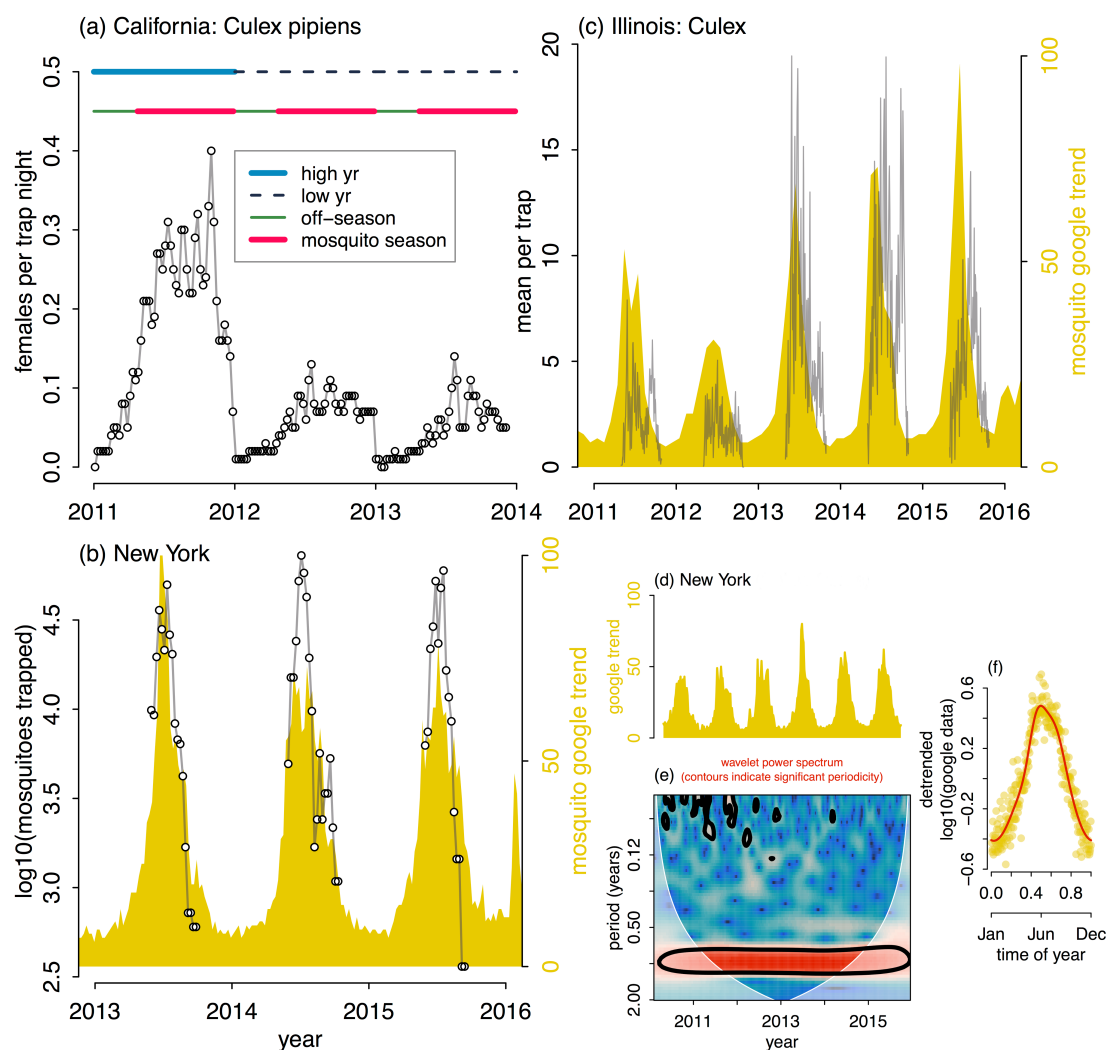 (a) California: Culex pipiens
females per trap night
0.5
0.4
0.3
0.2
0.1
0.0
high yr
low yr
off−season
mosquito season
2011 2012 2013 2014
(c) Illinois: Culex
mean per trap
20
15
10
5
0
100
50
0
mosquito google trend
2011 2012 2013 2014 2015 2016
(b) New York
log10(mosquitoes trapped)
4.5
4.0
3.5
3.0
2.5
100
50
0
mosquito google trend
2013 2014 2015 2016
year
(d) New York
google trend
100
50
0
(e)
wavelet power spectrum
(contours indicate significant periodicity)
period (years)
0.12
0.50
2.00
2011 2013 2015
year
(f)
detrended
log10(google data)
0.6
0.2
−0.2
−0.6
0.0 0.4 0.8
Jan Jun Dec
time of year